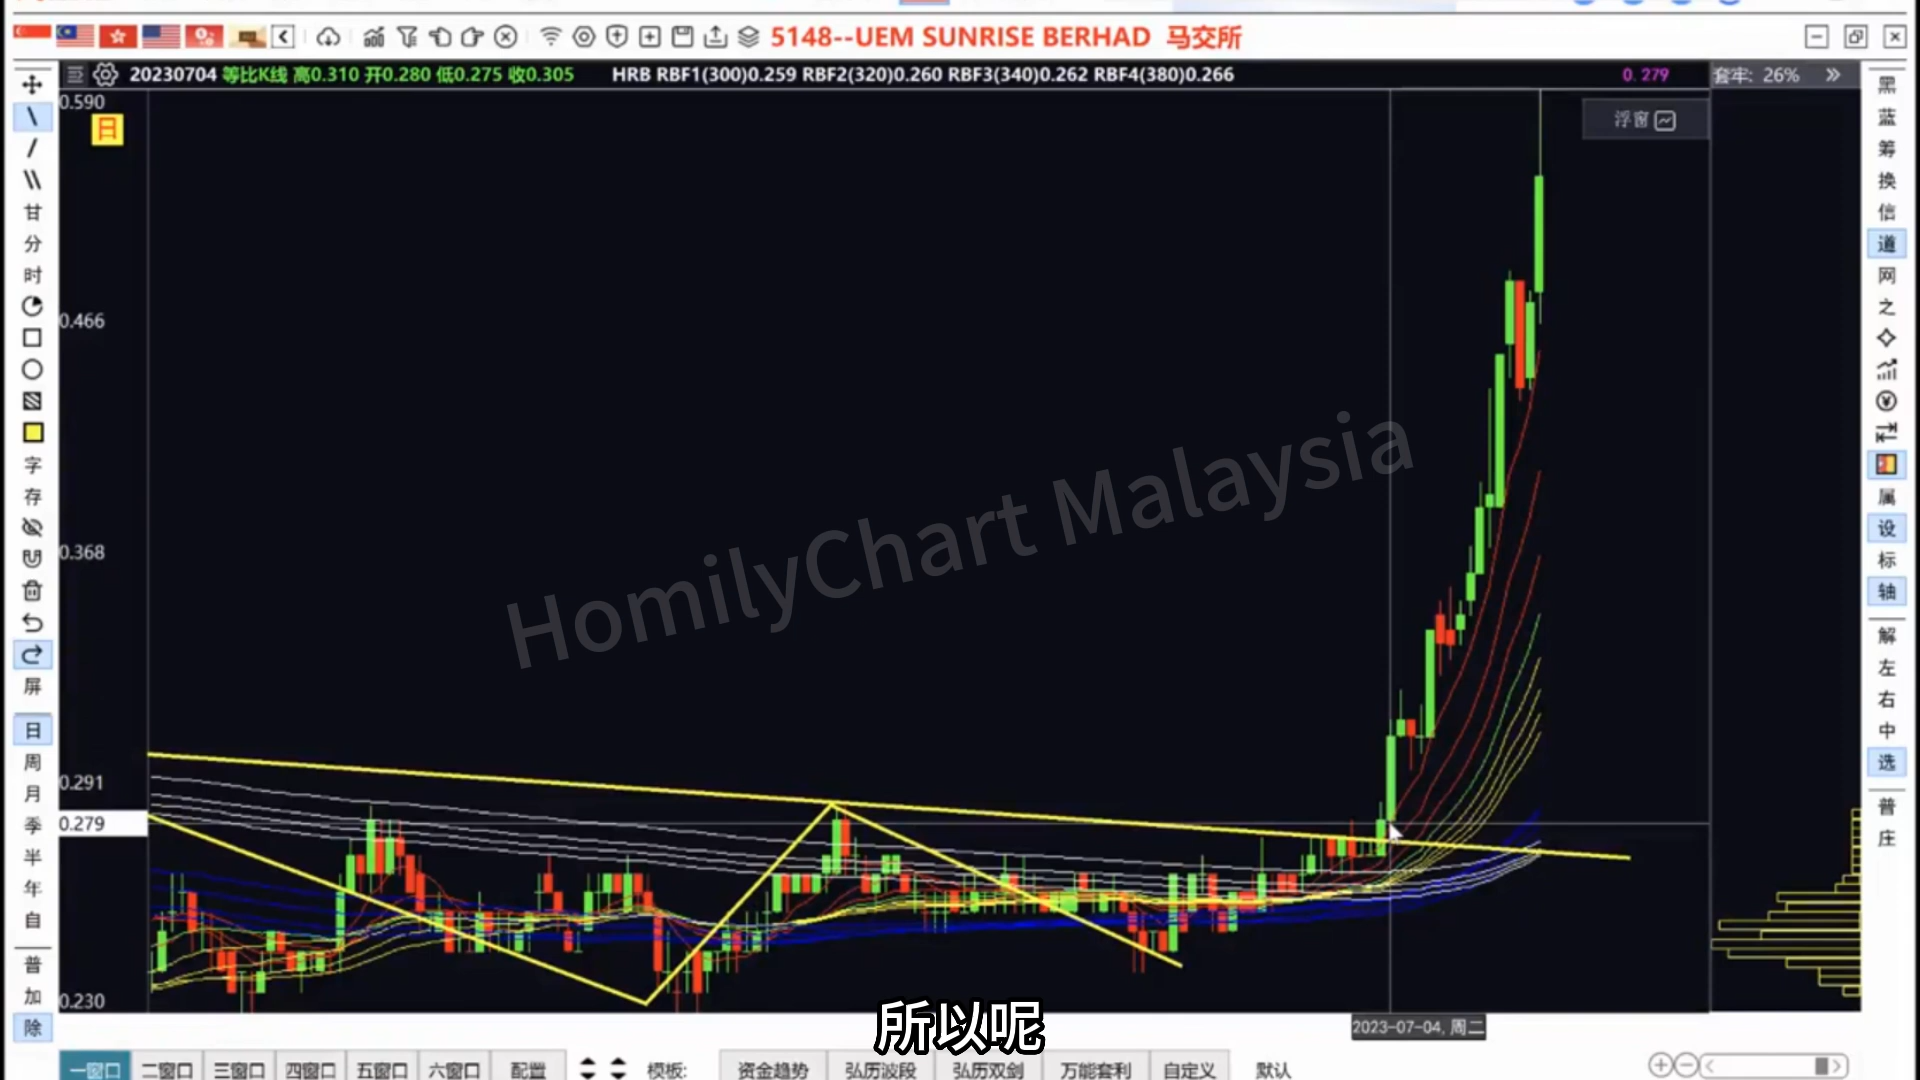 5148--UEM SUNRISE BERHAD 马交所
20230704 等比K线 高0.310 开0.280 低0.275 收0.305 HRB RBF1(300)0.259 RBF2(320)0.260 RBF3(340)0.262 RBF4(380)0.266 0.279 套牢: 26%
0.590
日
浮窗
0.466
0.368
0.291
0.279
0.230
HomilyChart Malaysia
甘
分
时
字
存
屏
日
周
月
季
半
年
自
普
加
除
黑
蓝
筹
换
信
道
网
之
属
设
标
轴
解
左
右
中
选
普
庄
所以呢
2023-07-04, 周二
一窗口 二窗口 三窗口 四窗口 五窗口 六窗口 配置 模板: 资金趋势 弘历波段 弘历双剑 万能套利 自定义 默认